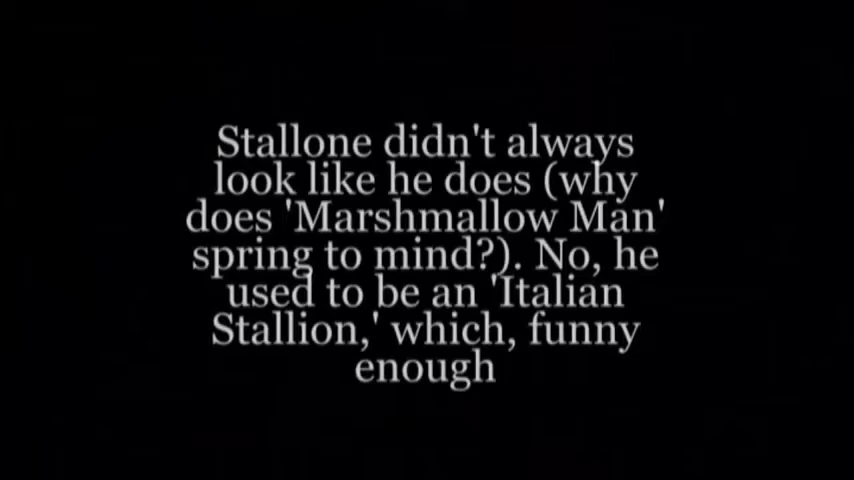 Stallone didn't always
look like he does (why
does 'Marshmallow Man'
spring to mind?). No, he
used to be an 'Italian
Stallion,' which, funny
enough